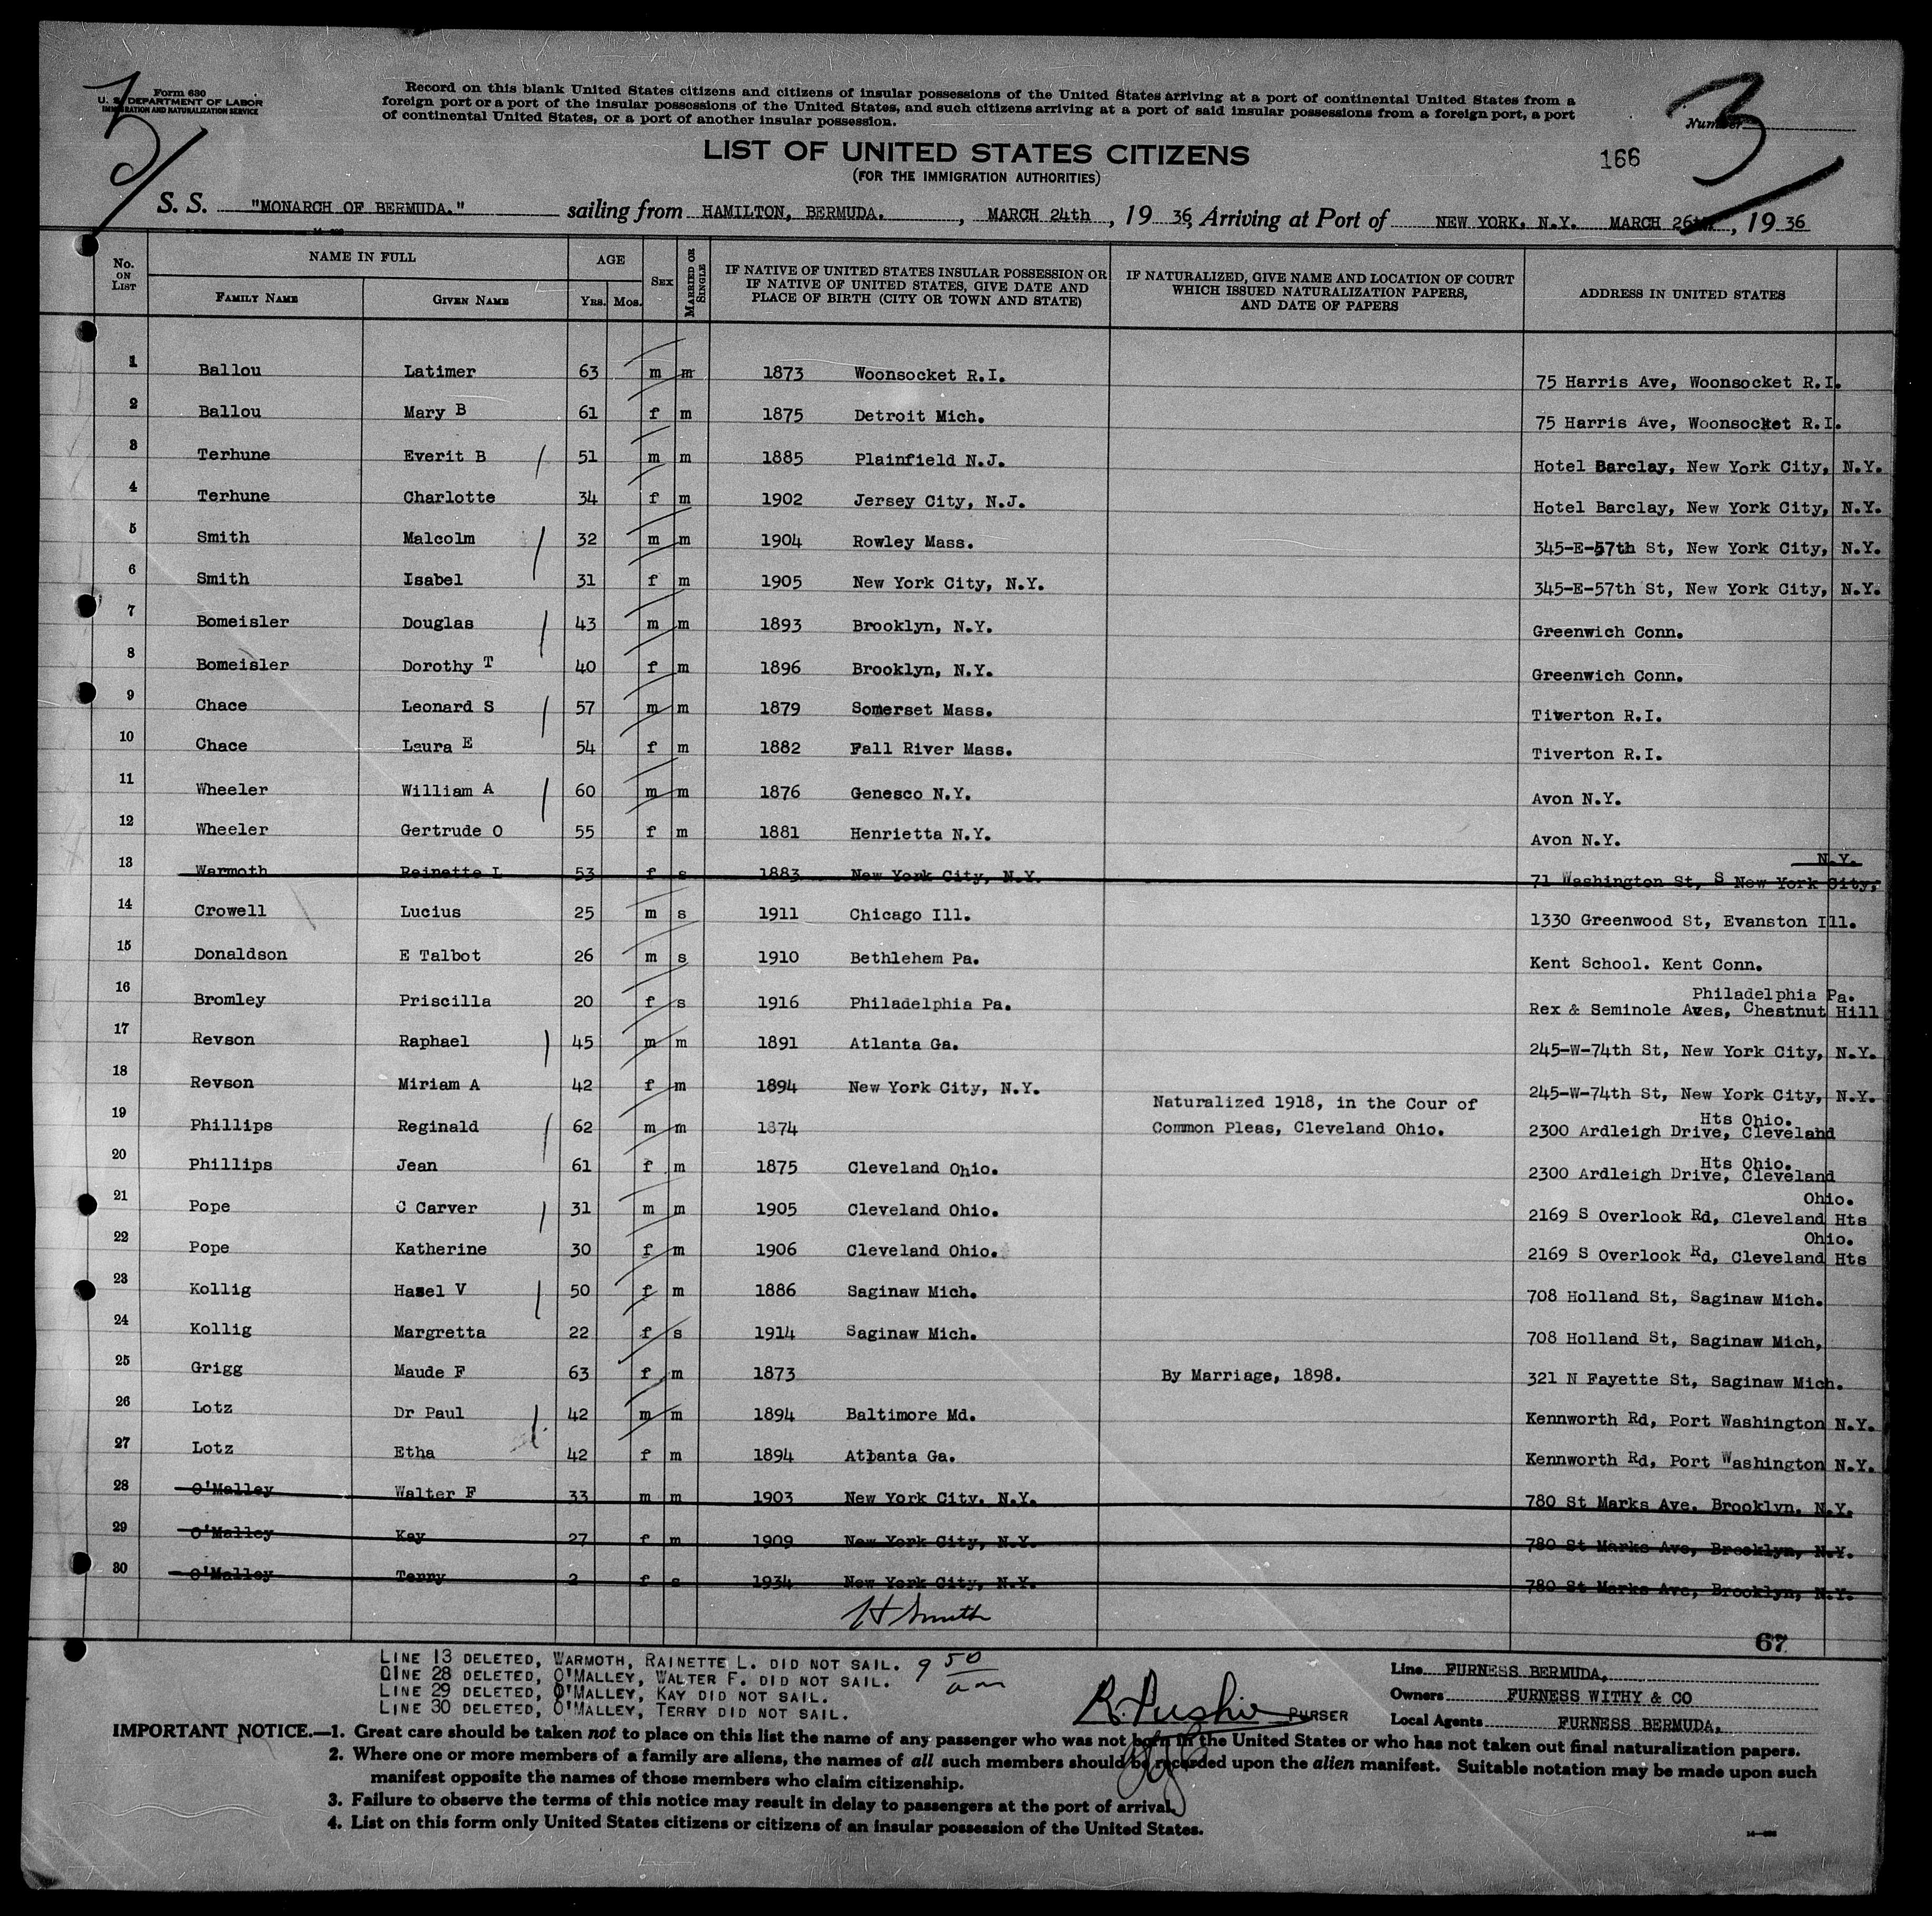 Form 630
U. S. DEPARTMENT OF LABOR
IMMIGRATION AND NATURALIZATION SERVICE
Record on this blank United States citizens and citizens of insular possessions of the United States arriving at a port of continental United States from a
foreign port or a port of the insular possessions of the United States, and such citizens arriving at a port of said insular possessions from a foreign port, a port
of continental United States, or a port of another insular possession.
3
Number 3
LIST OF UNITED STATES CITIZENS
(FOR THE IMMIGRATION AUTHORITIES)
166
S. S. "MONARCH OF BERMUDA." sailing from HAMILTON, BERMUDA. , MARCH 24th , 19 36, Arriving at Port of NEW YORK, N.Y. MARCH 26th , 19 36
No. ON LIST NAME IN FULL FAMILY NAME GIVEN NAME AGE YRS. MOS. SEX MARRIED OR SINGLE IF NATIVE OF UNITED STATES INSULAR POSSESSION OR IF NATIVE OF UNITED STATES, GIVE DATE AND PLACE OF BIRTH (CITY OR TOWN AND STATE) IF NATURALIZED, GIVE NAME AND LOCATION OF COURT WHICH ISSUED NATURALIZATION PAPERS, AND DATE OF PAPERS ADDRESS IN UNITED STATES
1 Ballou Latimer 63 m m 1873 Woonsocket R.I. 75 Harris Ave, Woonsocket R.I.
2 Ballou Mary B 61 f m 1875 Detroit Mich. 75 Harris Ave, Woonsocket R.I.
3 Terhune Everit B 51 m m 1885 Plainfield N.J. Hotel Barclay, New York City, N.Y.
4 Terhune Charlotte 34 f m 1902 Jersey City, N.J. Hotel Barclay, New York City, N.Y.
5 Smith Malcolm 32 m m 1904 Rowley Mass. 345-E-57th St, New York City, N.Y.
6 Smith Isabel 31 f m 1905 New York City, N.Y. 345-E-57th St, New York City, N.Y.
7 Bomeisler Douglas 43 m m 1893 Brooklyn, N.Y. Greenwich Conn.
8 Bomeisler Dorothy T 40 f m 1896 Brooklyn, N.Y. Greenwich Conn.
9 Chace Leonard S 57 m m 1879 Somerset Mass. Tiverton R.I.
10 Chace Laura E 54 f m 1882 Fall River Mass. Tiverton R.I.
11 Wheeler William A 60 m m 1876 Genesco N.Y. Avon N.Y.
12 Wheeler Gertrude O 55 f m 1881 Henrietta N.Y. Avon N.Y.
N.Y.
13 Warmoth Reinette L 53 f s 1883 New York City, N.Y. 71 Washington St, S New York City,
14 Crowell Lucius 25 m s 1911 Chicago Ill. 1330 Greenwood St, Evanston Ill.
15 Donaldson E Talbot 26 m s 1910 Bethlehem Pa. Kent School. Kent Conn.
Philadelphia Pa.
16 Bromley Priscilla 20 f s 1916 Philadelphia Pa. Rex & Seminole Aves, Chestnut Hill
17 Revson Raphael 45 m m 1891 Atlanta Ga. 245-W-74th St, New York City, N.Y.
18 Revson Miriam A 42 f m 1894 New York City, N.Y. 245-W-74th St, New York City, N.Y.
Naturalized 1918, in the Cour of Hts Ohio.
19 Phillips Reginald 62 m m 1874 Common Pleas, Cleveland Ohio. 2300 Ardleigh Drive, Cleveland
Hts Ohio.
20 Phillips Jean 61 f m 1875 Cleveland Ohio. 2300 Ardleigh Drive, Cleveland
Ohio.
21 Pope C Carver 31 m m 1905 Cleveland Ohio. 2169 S Overlook Rd, Cleveland Hts
Ohio.
22 Pope Katherine 30 f m 1906 Cleveland Ohio. 2169 S Overlook Rd, Cleveland Hts
23 Kollig Hazel V 50 f m 1886 Saginaw Mich. 708 Holland St, Saginaw Mich.
24 Kollig Margretta 22 f s 1914 Saginaw Mich. 708 Holland St, Saginaw Mich,
25 Grigg Maude F 63 f m 1873 By Marriage, 1898. 321 N Fayette St, Saginaw Mich.
26 Lotz Dr Paul 42 m m 1894 Baltimore Md. Kennworth Rd, Port Washington N.Y.
27 Lotz Etha 42 f m 1894 Atlanta Ga. Kennworth Rd, Port Washington N.Y.
28 O'Malley Walter F 33 m m 1903 New York City. N.Y. 780 St Marks Ave. Brooklyn. N.Y.
29 O'Malley Kay 27 f m 1909 New York City, N.Y. 780 St Marks Ave, Brooklyn, N.Y.
30 O'Malley Terry 2 f s 1934 New York City, N.Y. 780 St Marks Ave, Brooklyn, N.Y.
H Smith
67
LINE 13 DELETED, WARMOTH, RAINETTE L. DID NOT SAIL. 9 50 am
LINE 28 DELETED, O'MALLEY, WALTER F. DID NOT SAIL.
LINE 29 DELETED, O'MALLEY, KAY DID NOT SAIL.
LINE 30 DELETED, O'MALLEY, TERRY DID NOT SAIL.
PURSER
Line FURNESS BERMUDA,
Owners FURNESS WITHY & CO
Local Agents FURNESS BERMUDA,
IMPORTANT NOTICE.—1. Great care should be taken not to place on this list the name of any passenger who was not born in the United States or who has not taken out final naturalization papers.
2. Where one or more members of a family are aliens, the names of all such members should be recorded upon the alien manifest. Suitable notation may be made upon such
manifest opposite the names of those members who claim citizenship.
3. Failure to observe the terms of this notice may result in delay to passengers at the port of arrival.
4. List on this form only United States citizens or citizens of an insular possession of the United States.